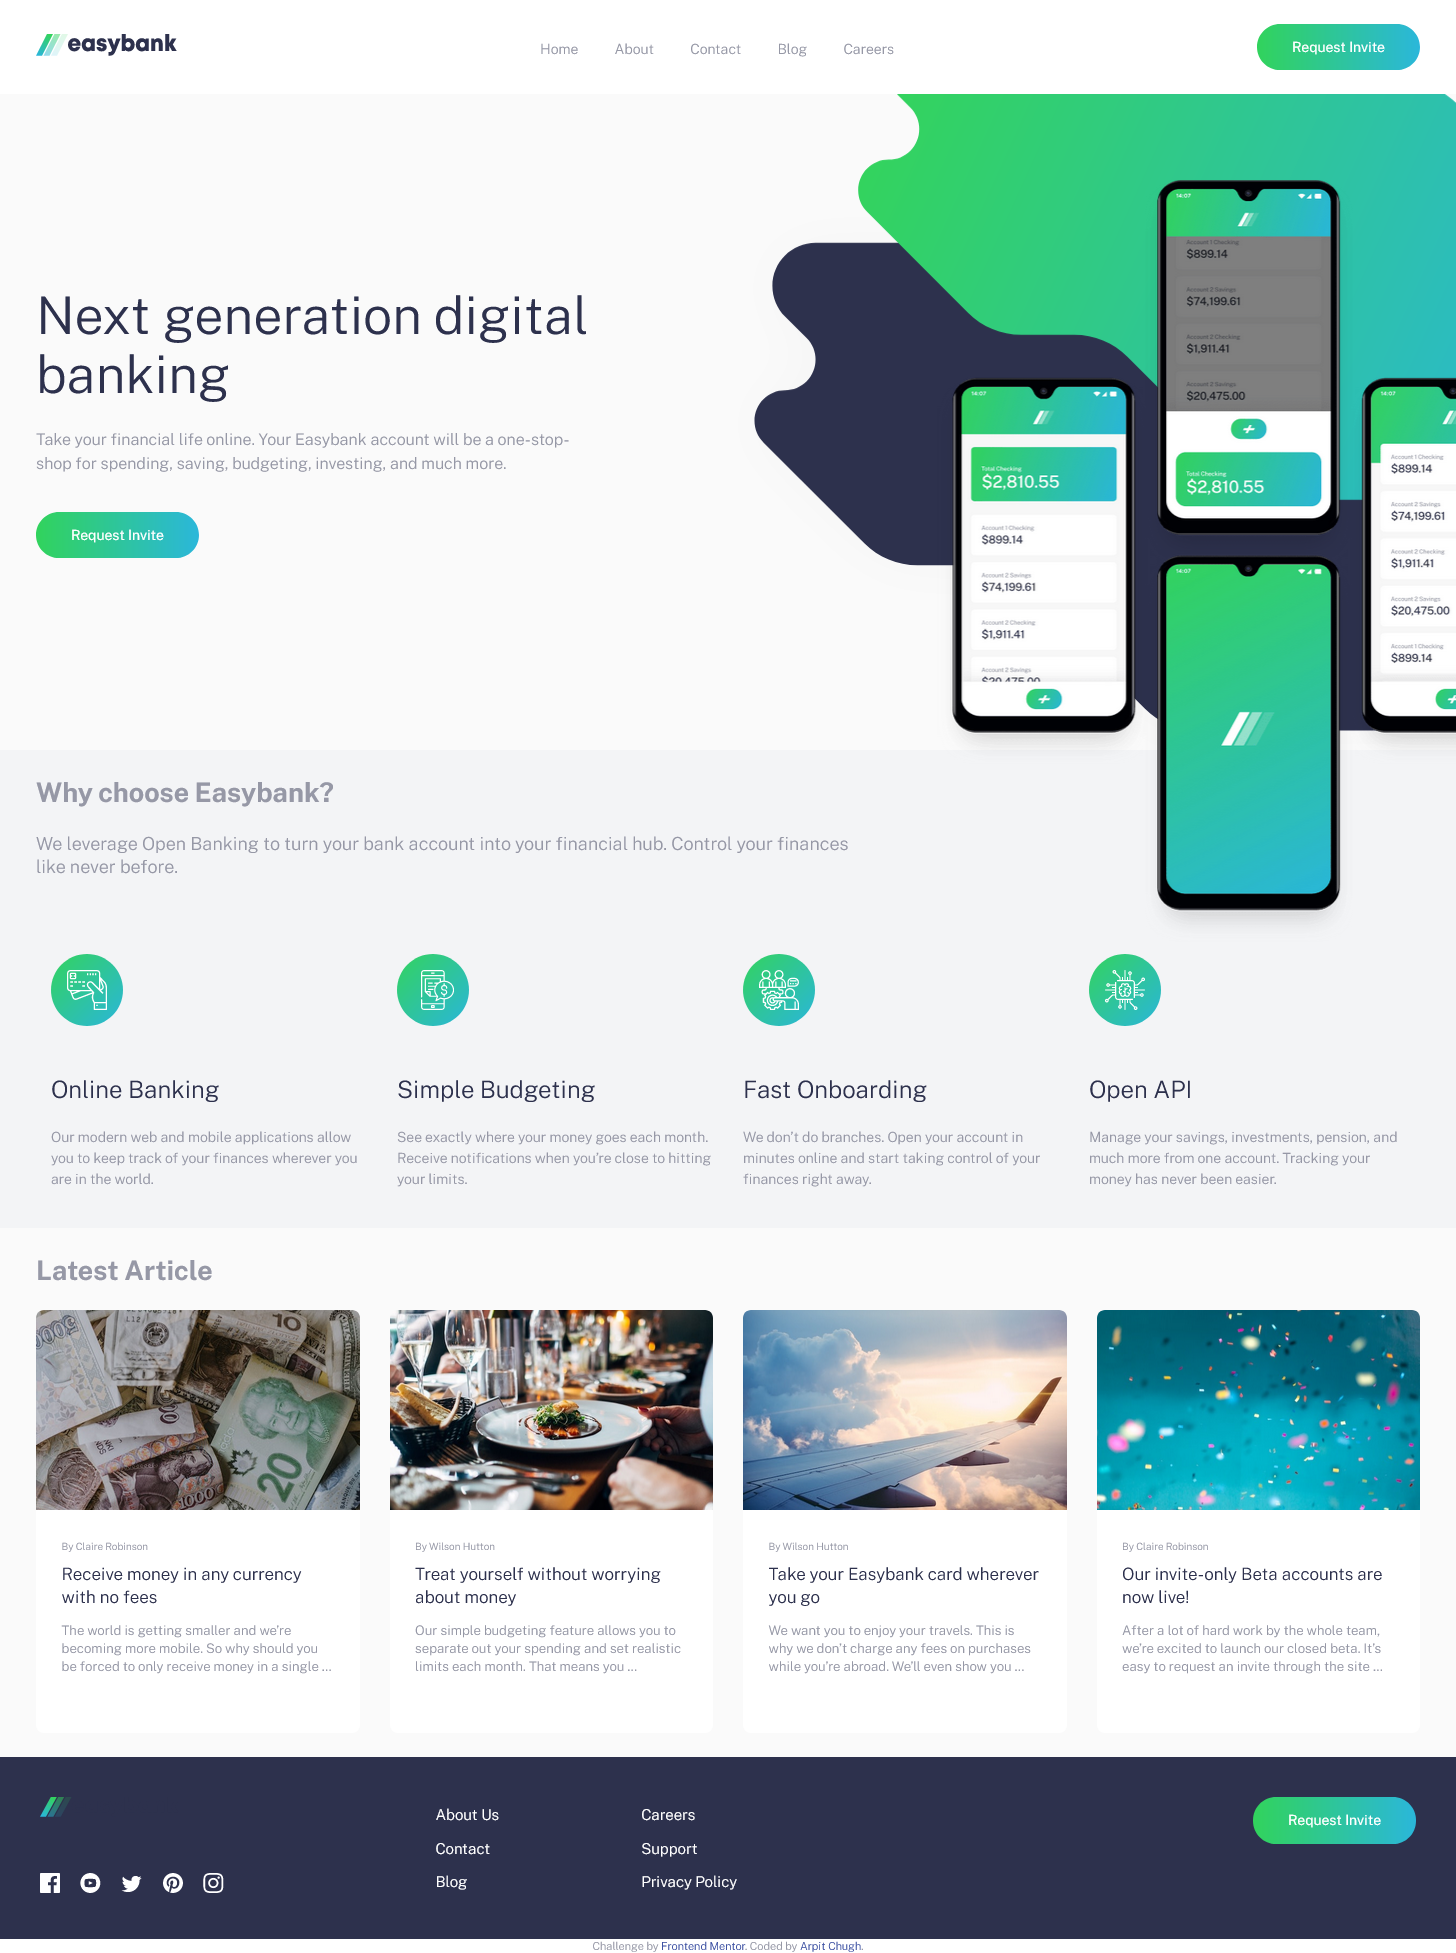 easybank
Home About Contact Blog Careers
Request Invite
Next generation digital
banking
Take your financial life online. Your Easybank account will be a one-stop-
shop for spending, saving, budgeting, investing, and much more.
Request Invite
14:07
Account 1 Checking
$899.14
Account 2 Savings
$74,199.61
Account 2 Checking
$1,911.41
Account 2 Savings
$20,475.00
Total Checking
$2,810.55
14:07
Total Checking
$2,810.55
Account 1 Checking
$899.14
Account 2 Savings
$74,199.61
Account 2 Checking
$1,911.41
Account 2 Savings
$20,475.00
14:07
Account 1 Checking
$899.14
Account 2 Savings
$74,199.61
Account 2 Checking
$1,911.41
Account 2 Savings
$20,475.00
Account 1 Checking
$899.14
14:07
Why choose Easybank?
We leverage Open Banking to turn your bank account into your financial hub. Control your finances
like never before.
Online Banking
Our modern web and mobile applications allow
you to keep track of your finances wherever you
are in the world.
Simple Budgeting
See exactly where your money goes each month.
Receive notifications when you're close to hitting
your limits.
Fast Onboarding
We don't do branches. Open your account in
minutes online and start taking control of your
finances right away.
Open API
Manage your savings, investments, pension, and
much more from one account. Tracking your
money has never been easier.
Latest Article
10
20
1000
By Claire Robinson
Receive money in any currency
with no fees
The world is getting smaller and we're
becoming more mobile. So why should you
be forced to only receive money in a single ...
By Wilson Hutton
Treat yourself without worrying
about money
Our simple budgeting feature allows you to
separate out your spending and set realistic
limits each month. That means you ...
By Wilson Hutton
Take your Easybank card wherever
you go
We want you to enjoy your travels. This is
why we don't charge any fees on purchases
while you're abroad. We'll even show you ...
By Claire Robinson
Our invite-only Beta accounts are
now live!
After a lot of hard work by the whole team,
we're excited to launch our closed beta. It's
easy to request an invite through the site ...
About Us
Contact
Blog
Careers
Support
Privacy Policy
Request Invite
Challenge by Frontend Mentor. Coded by Arpit Chugh.